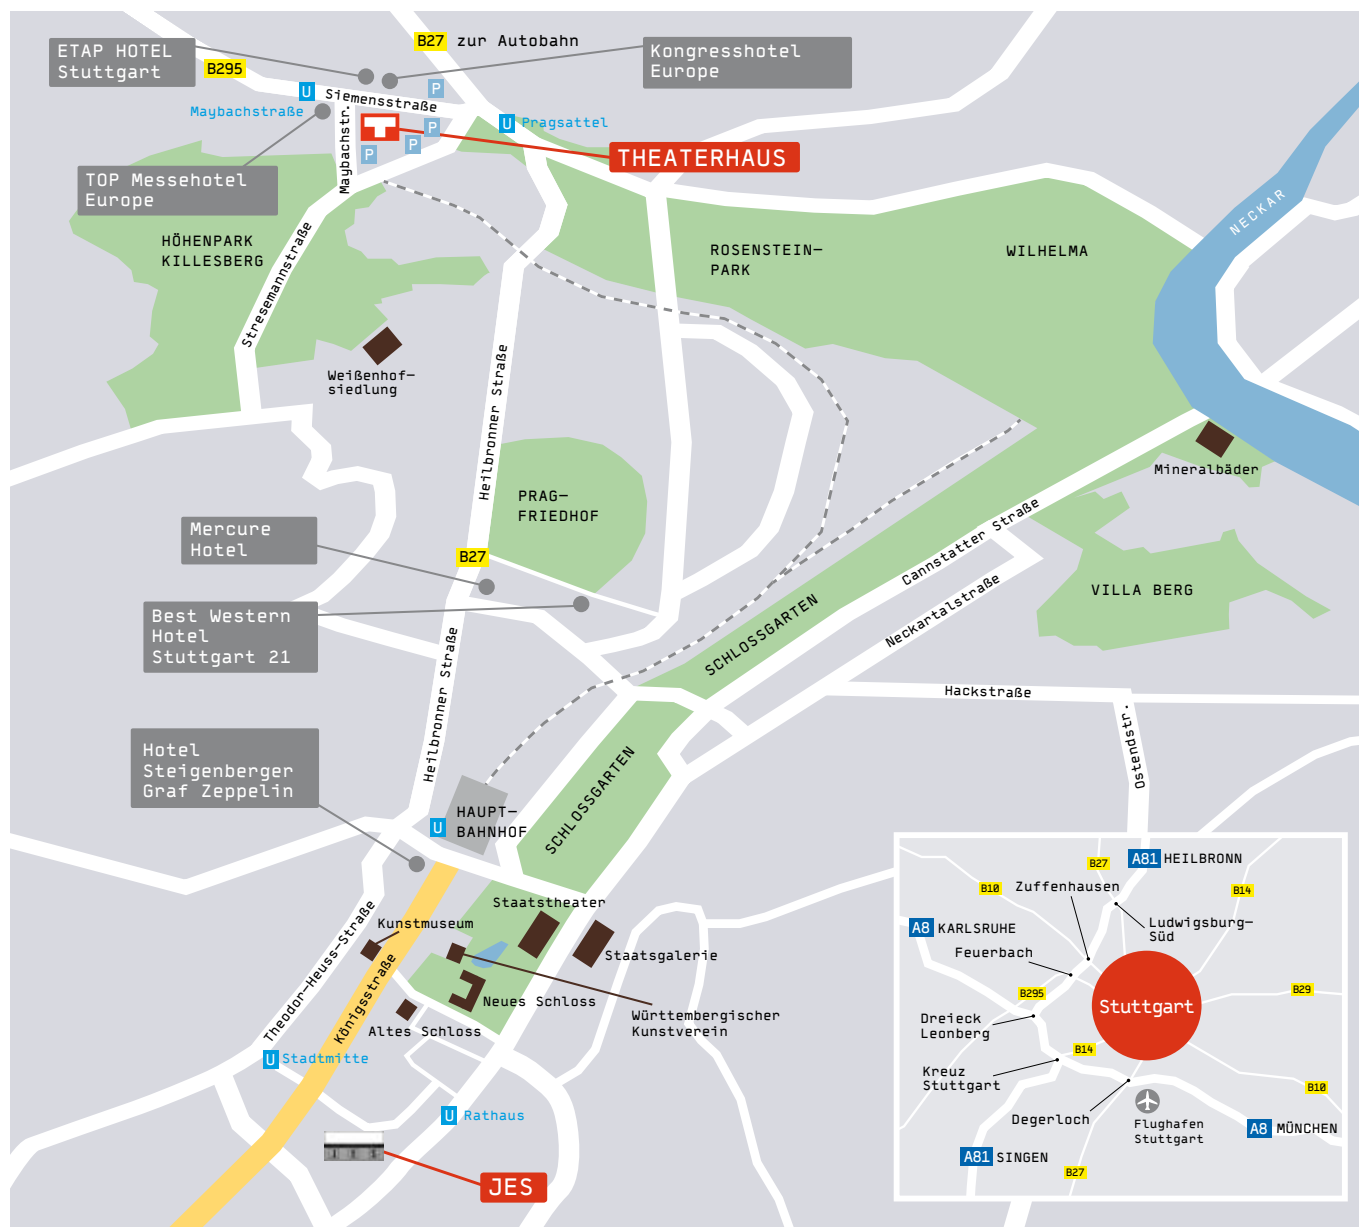 ETAP HOTEL
Stuttgart
B295
B27 zur Autobahn
Kongresshotel
Europe
U
P
Siemensstraße
Maybachstraße
Maybachstr.
P
P
P
U Pragsattel
THEATERHAUS
TOP Messehotel
Europe
HÖHENPARK
KILLESBERG
Stresemannstraße
ROSENSTEIN-
PARK
WILHELMA
NECKAR
Weißenhof-
siedlung
Heilbronner Straße
PRAG-
FRIEDHOF
Mineralbäder
Mercure
Hotel
B27
Cannstatter Straße
Neckartalstraße
VILLA BERG
Best Western
Hotel
Stuttgart 21
SCHLOSSGARTEN
Heilbronner Straße
Hackstraße
Ostendstr.
Hotel
Steigenberger
Graf Zeppelin
SCHLOSSGARTEN
HAUPT-
BAHNHOF
U
Staatstheater
Kunstmuseum
Staatsgalerie
Theodor-Heuss-Straße
Königsstraße
Neues Schloss
Württembergischer
Kunstverein
Altes Schloss
U Stadtmitte
U Rathaus
JES
A81 HEILBRONN
B27
Zuffenhausen
B10
B14
Ludwigsburg-
Süd
A8 KARLSRUHE
Feuerbach
B295
B29
Stuttgart
Dreieck
Leonberg
B14
Kreuz
Stuttgart
B10
Degerloch
Flughafen
Stuttgart
A8 MÜNCHEN
A81 SINGEN
B27